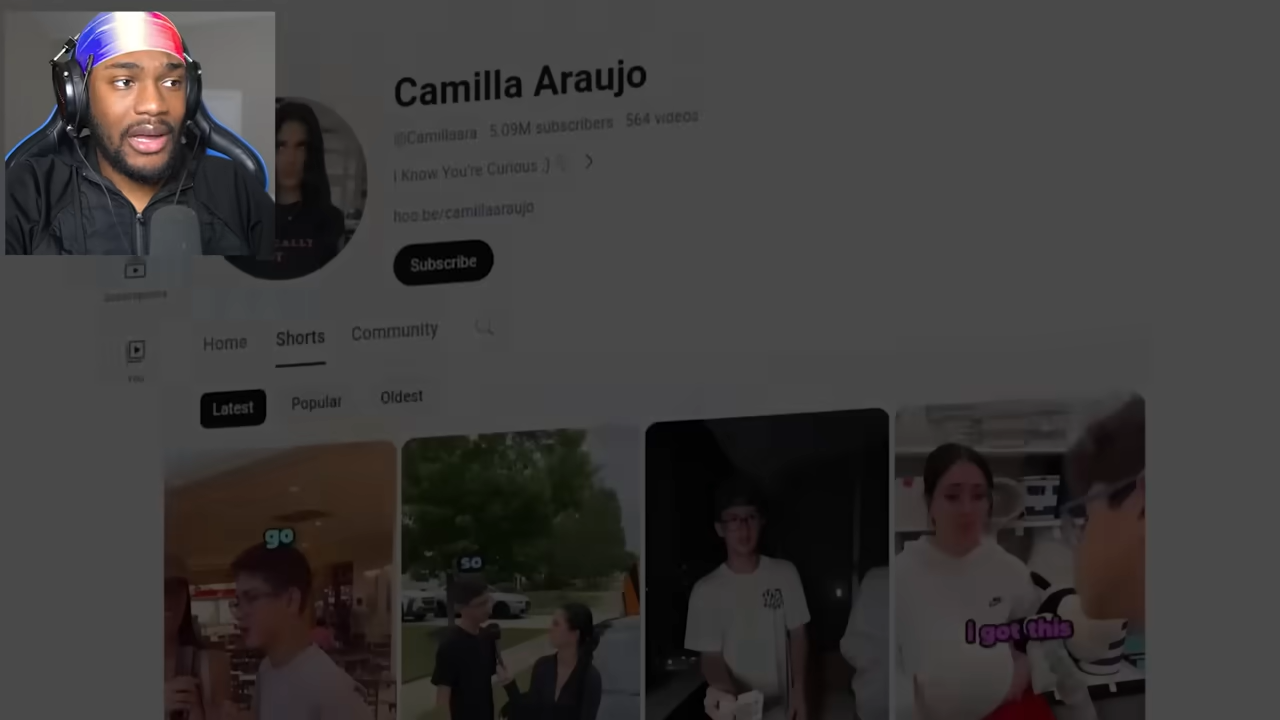 Camilla Araujo
@Camillaara 5.09M subscribers 564 videos
I Know You're Curious ;)
hoo.be/camillaaraujo
Subscribe
You
Home Shorts Community
Latest Popular Oldest
go
so
I got this